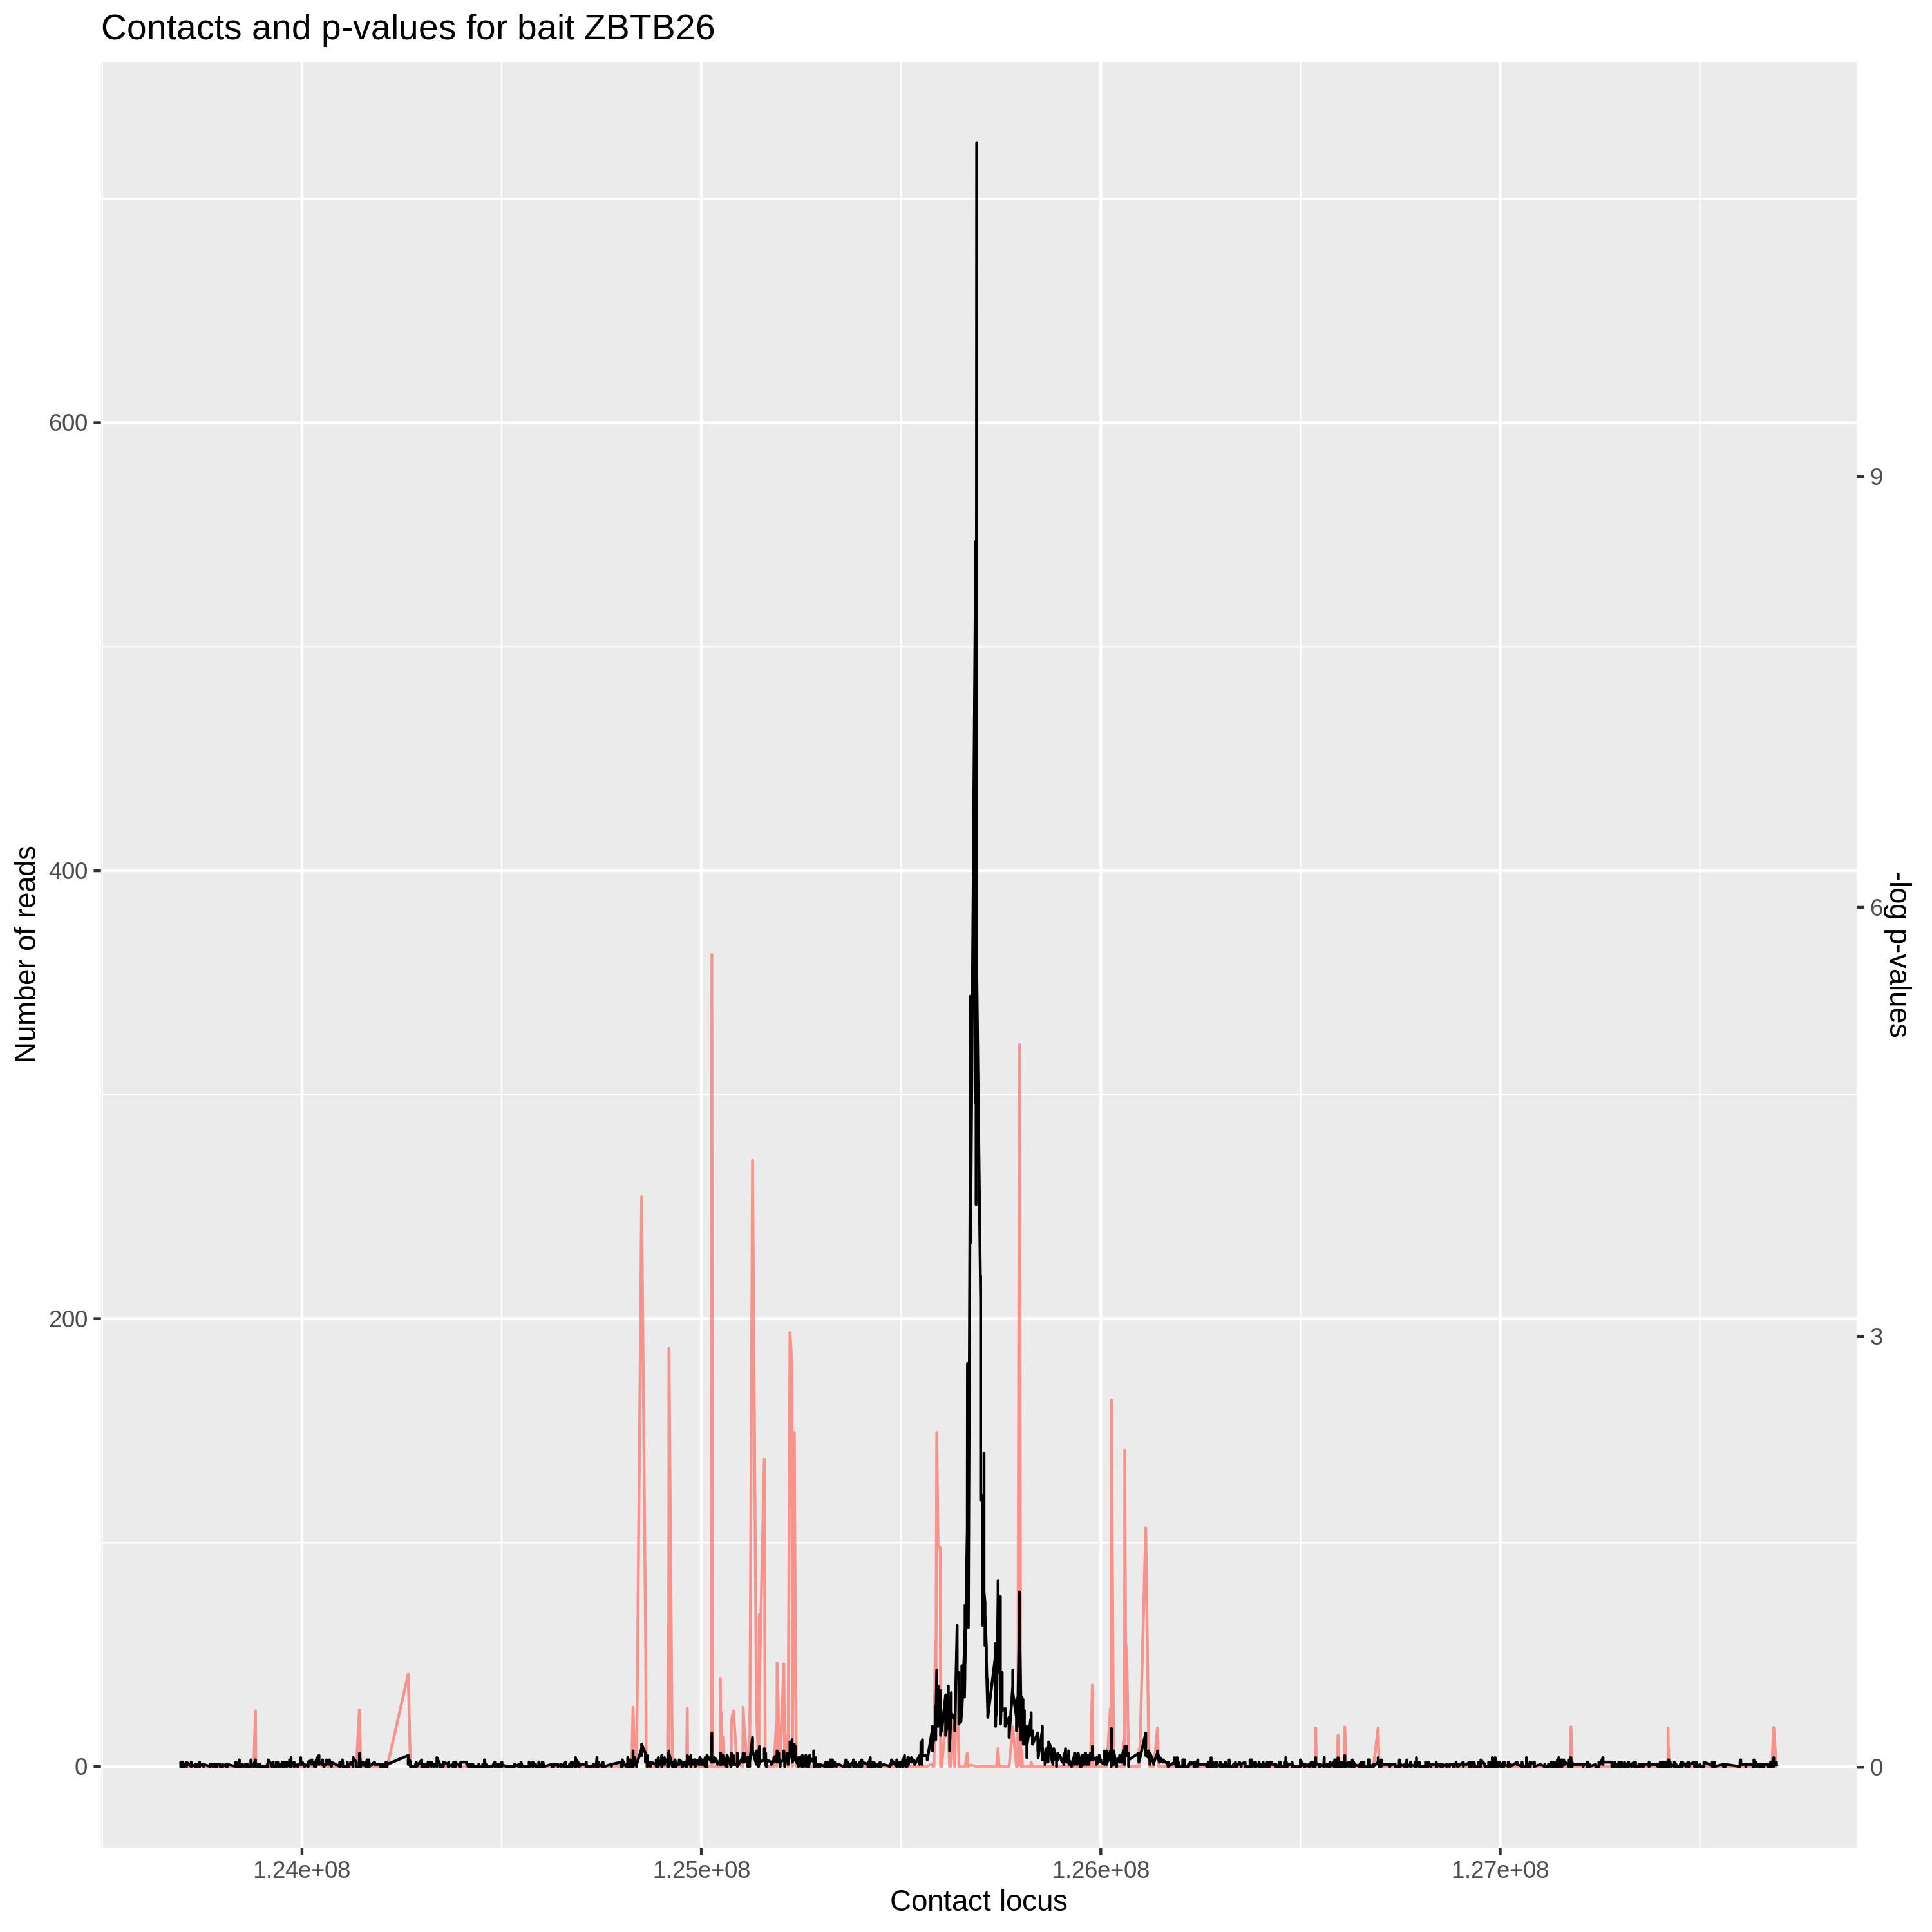 Contacts and p-values for bait ZBTB26
Number of reads
600
400
200
0
9
6
3
0
-log p-values
1.24e+08
1.25e+08
1.26e+08
1.27e+08
Contact locus